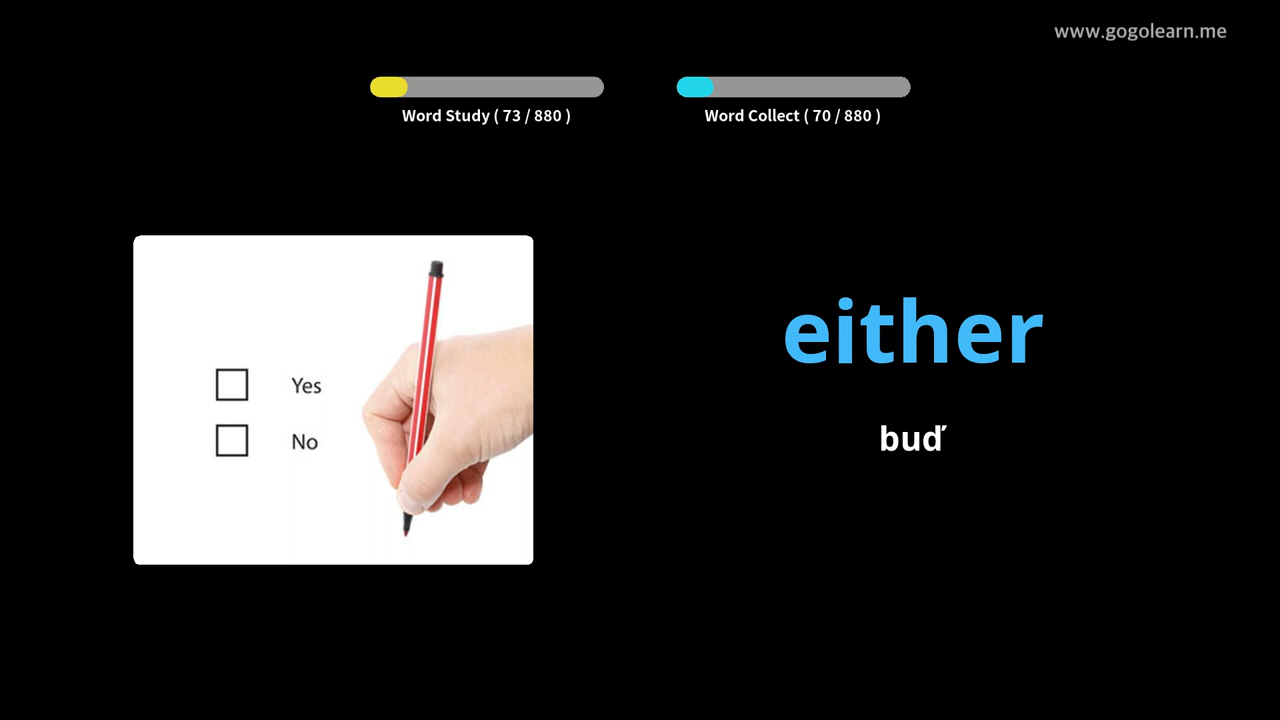 www.gogolearn.me
Word Study ( 73 / 880 )
Word Collect ( 70 / 880 )
Yes
No
either
buď